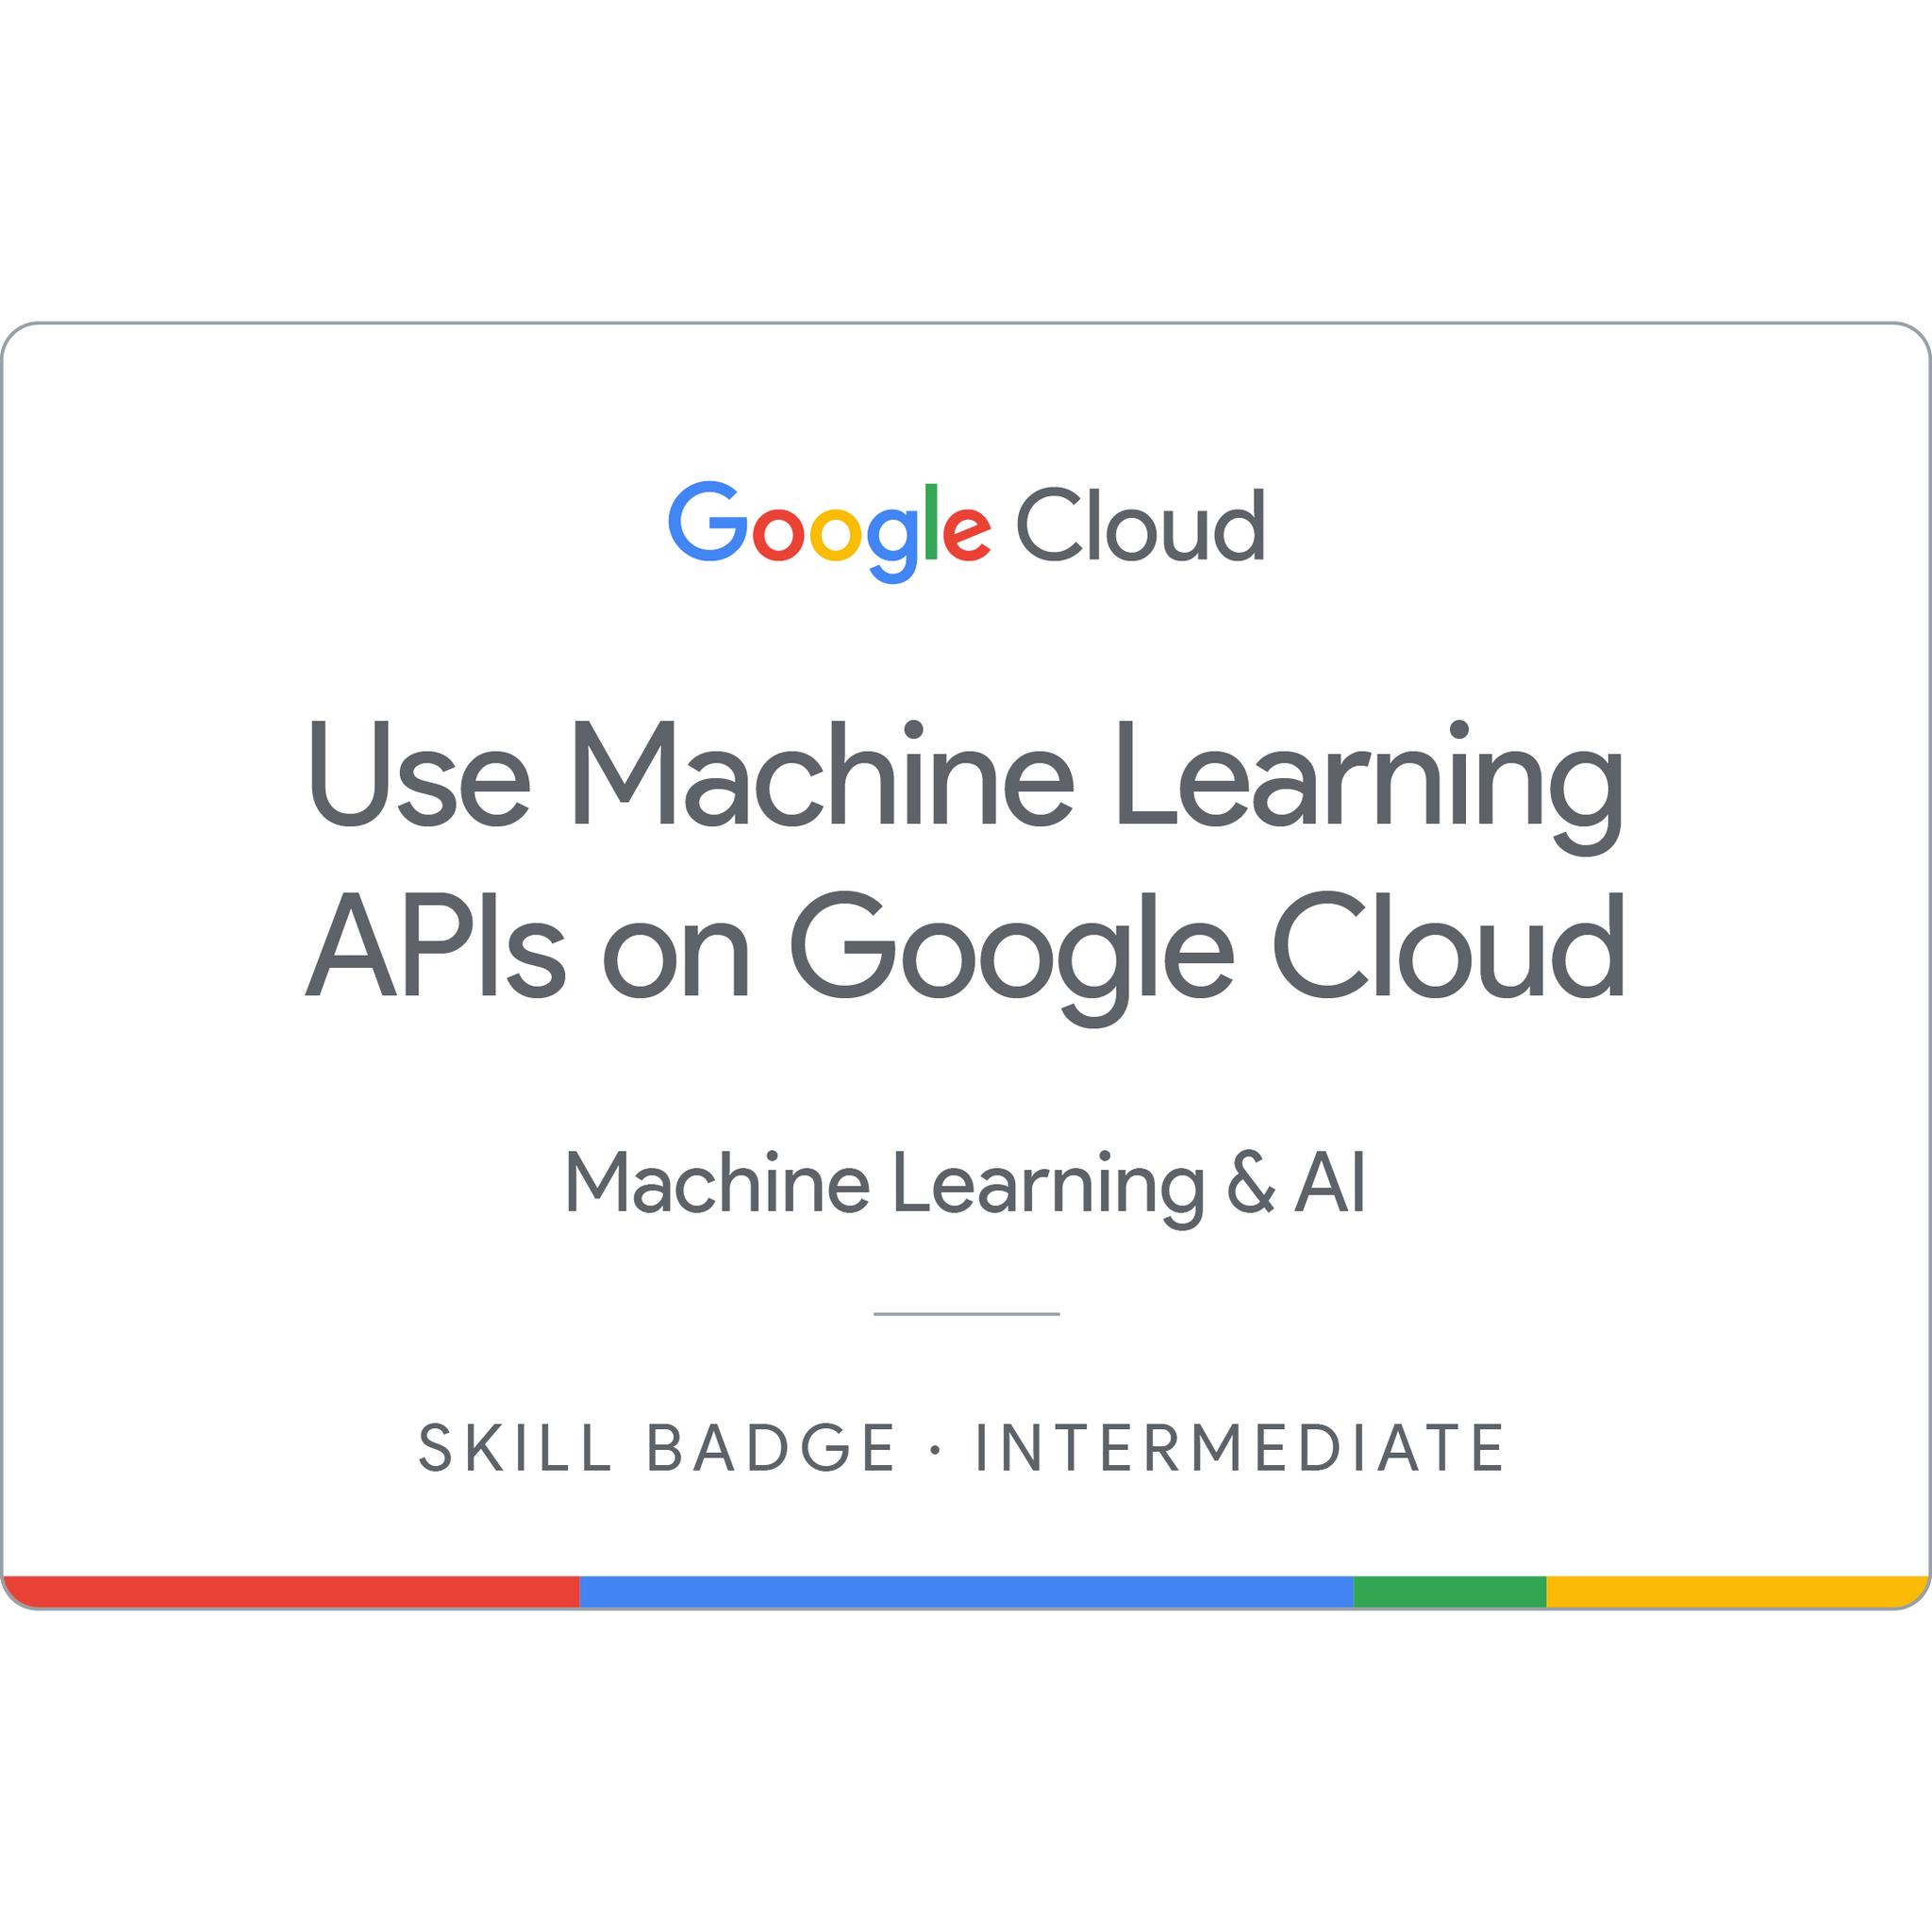 Google Cloud
Use Machine Learning
APIs on Google Cloud
Machine Learning & AI
SKILL BADGE • INTERMEDIATE